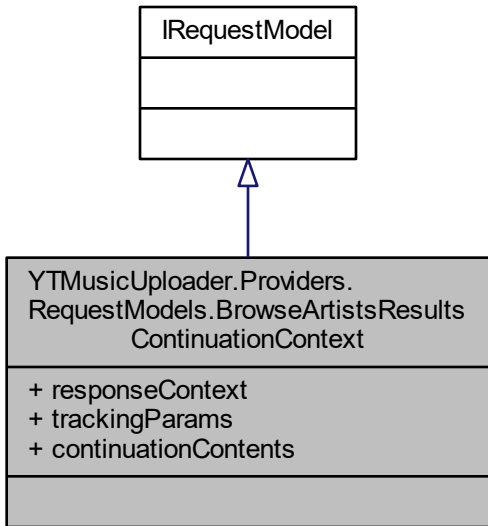 IRequestModel
YTMusicUploader.Providers.
RequestModels.BrowseArtistsResults
ContinuationContext
+ responseContext
+ trackingParams
+ continuationContents